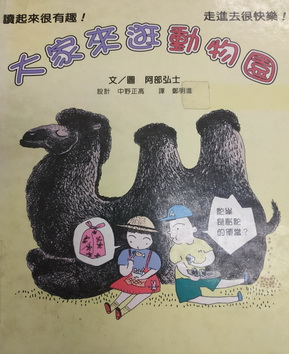 讀起來很有趣！
走進去很快樂！
大家來逛動物園
文／圖 阿部弘士
設計 中野正高 譯 鄭明進
駝峰
是駱駝
的便當？